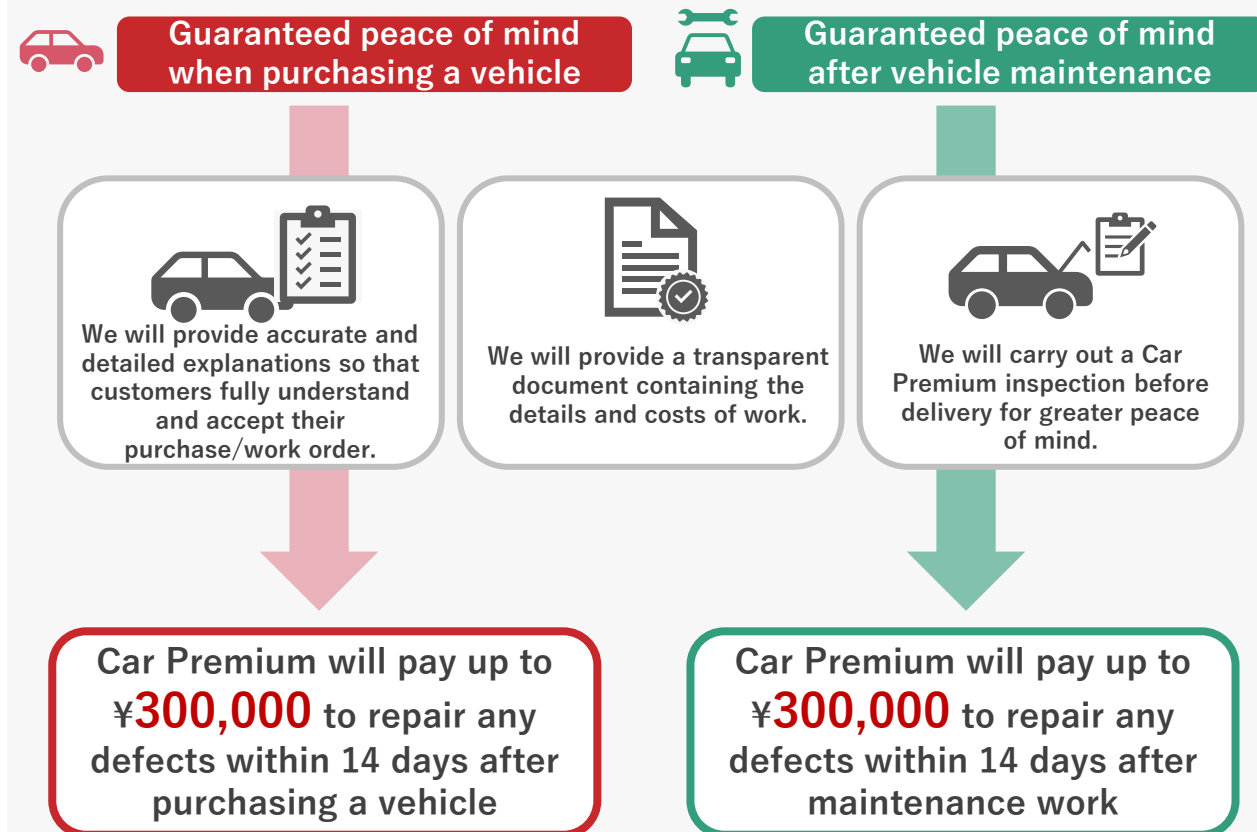 Guaranteed peace of mind
when purchasing a vehicle
Guaranteed peace of mind
after vehicle maintenance
We will provide accurate and
detailed explanations so that
customers fully understand
and accept their
purchase/work order.
We will provide a transparent
document containing the
details and costs of work.
We will carry out a Car
Premium inspection before
delivery for greater peace
of mind.
Car Premium will pay up to
¥300,000 to repair any
defects within 14 days after
purchasing a vehicle
Car Premium will pay up to
¥300,000 to repair any
defects within 14 days after
maintenance work